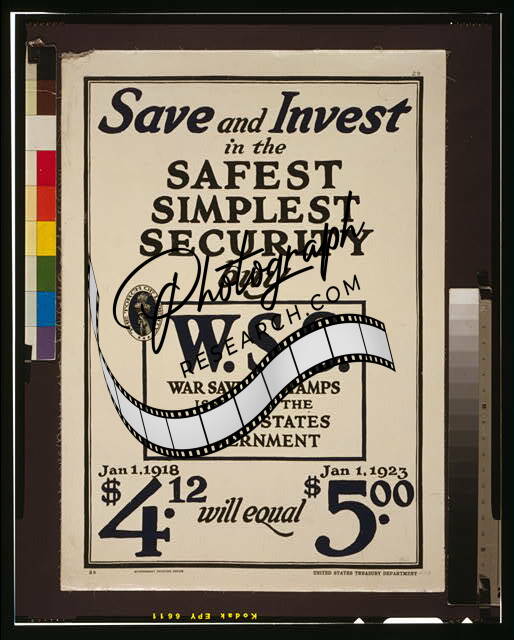 28
Save and Invest
in the
SAFEST
SIMPLEST
SECURITY
Photograph
RESEARCH.COM
W.S.S.
WAR STAMPS
THE
STATES
Jan 1, 1918
Jan 1, 1923
$4.12 will equal $5.00
UNITED STATES TREASURY DEPARTMENT
Kodak EPY 6611